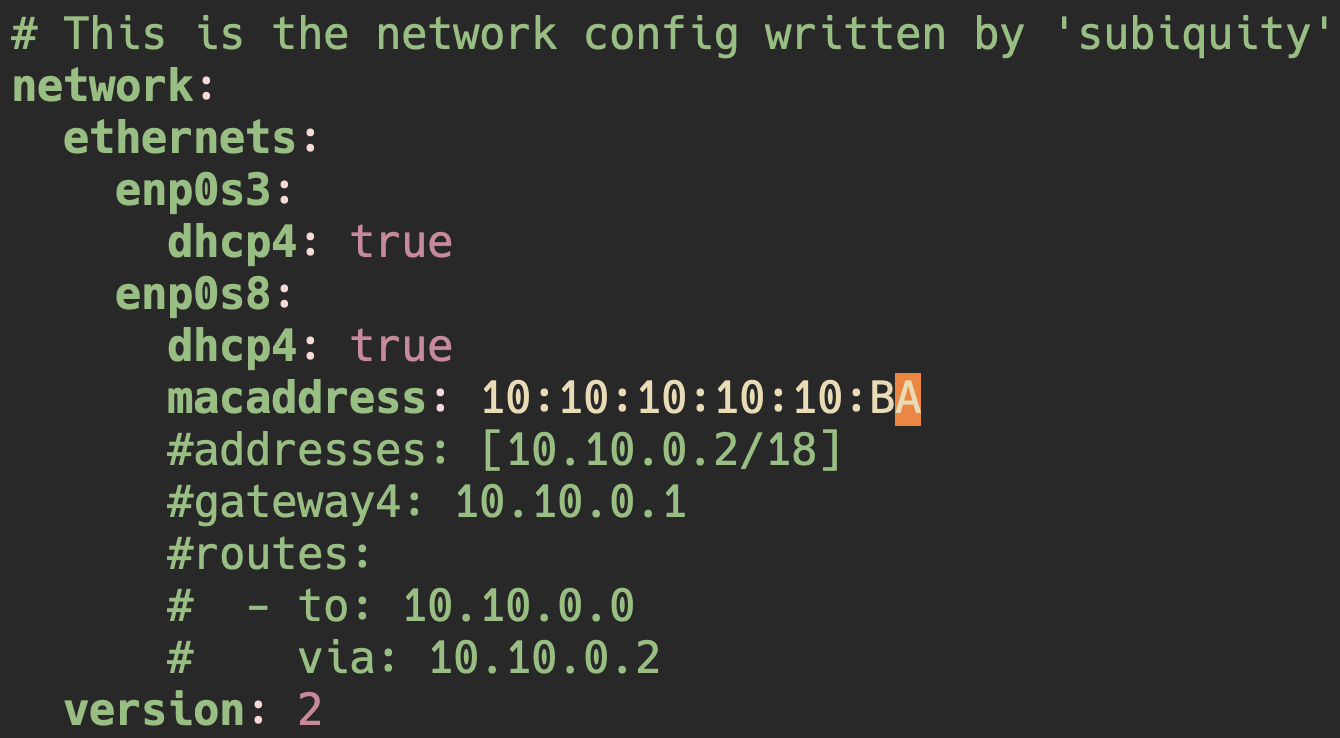 # This is the network config written by 'subiquity'
network:
  ethernets:
    enp0s3:
      dhcp4: true
    enp0s8:
      dhcp4: true
      macaddress: 10:10:10:10:10:BA
      #addresses: [10.10.0.2/18]
      #gateway4: 10.10.0.1
      #routes:
      #  - to: 10.10.0.0
      #    via: 10.10.0.2
  version: 2